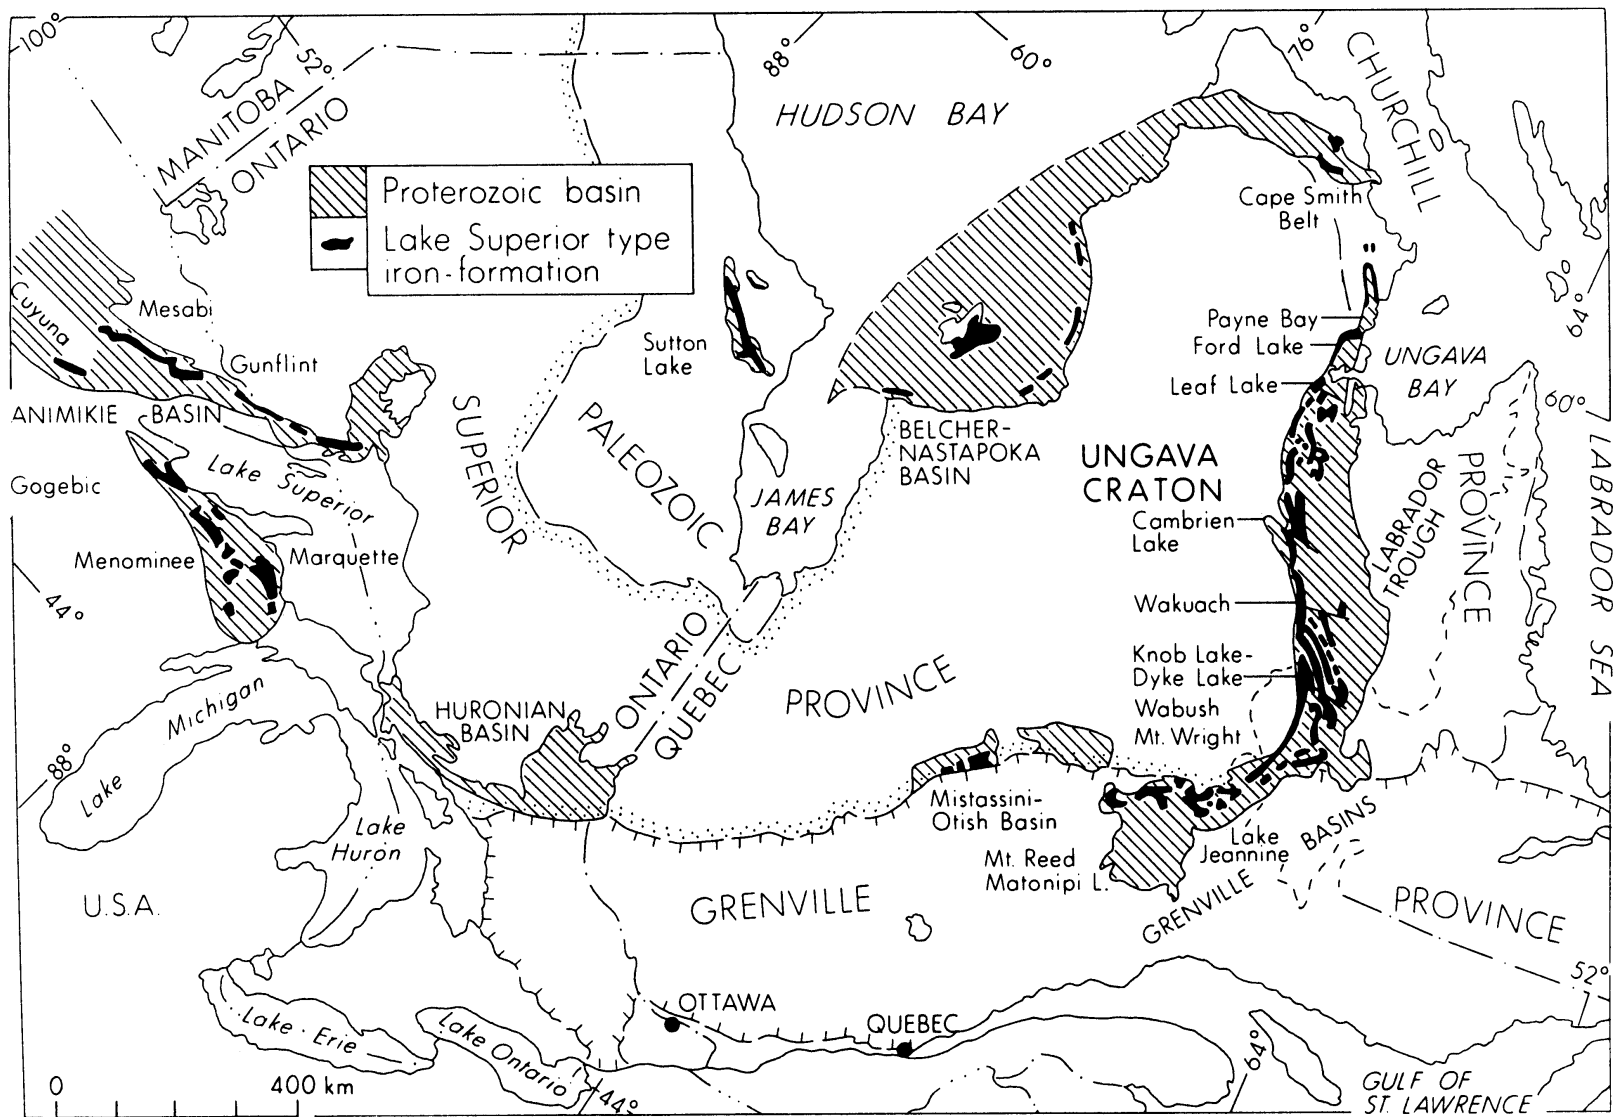 100°
52°
88°
60°
76°
CHURCHILL
MANITOBA
ONTARIO
HUDSON BAY
Proterozoic basin
Lake Superior type
iron-formation
Cape Smith
Belt
"
Cuyuna
Mesabi
Gunflint
Sutton
Lake
Payne Bay
Ford Lake
Leaf Lake
UNGAVA
BAY
64°
60°
ANIMIKIE BASIN
SUPERIOR
PALEOZOIC
BELCHER-
NASTAPOKA
BASIN
UNGAVA
CRATON
LABRADOR
TROUGH
PROVINCE
LABRADOR SEA
Gogebic
Lake Superior
JAMES
BAY
Cambrien
Lake
Menominee
Marquette
44°
Wakuach
ONTARIO
QUEBEC
Knob Lake-
Dyke Lake
Wabush
Mt. Wright
PROVINCE
Lake Michigan
HURONIAN
BASIN
88°
Mistassini-
Otish Basin
Lake
Huron
Mt. Reed
Matonipi L.
Lake
Jeannine
GRENVILLE BASINS
U.S.A.
GRENVILLE
PROVINCE
52°
OTTAWA
QUEBEC
Lake Erie
Lake Ontario
64°
44°
0
400 km
GULF OF
ST. LAWRENCE